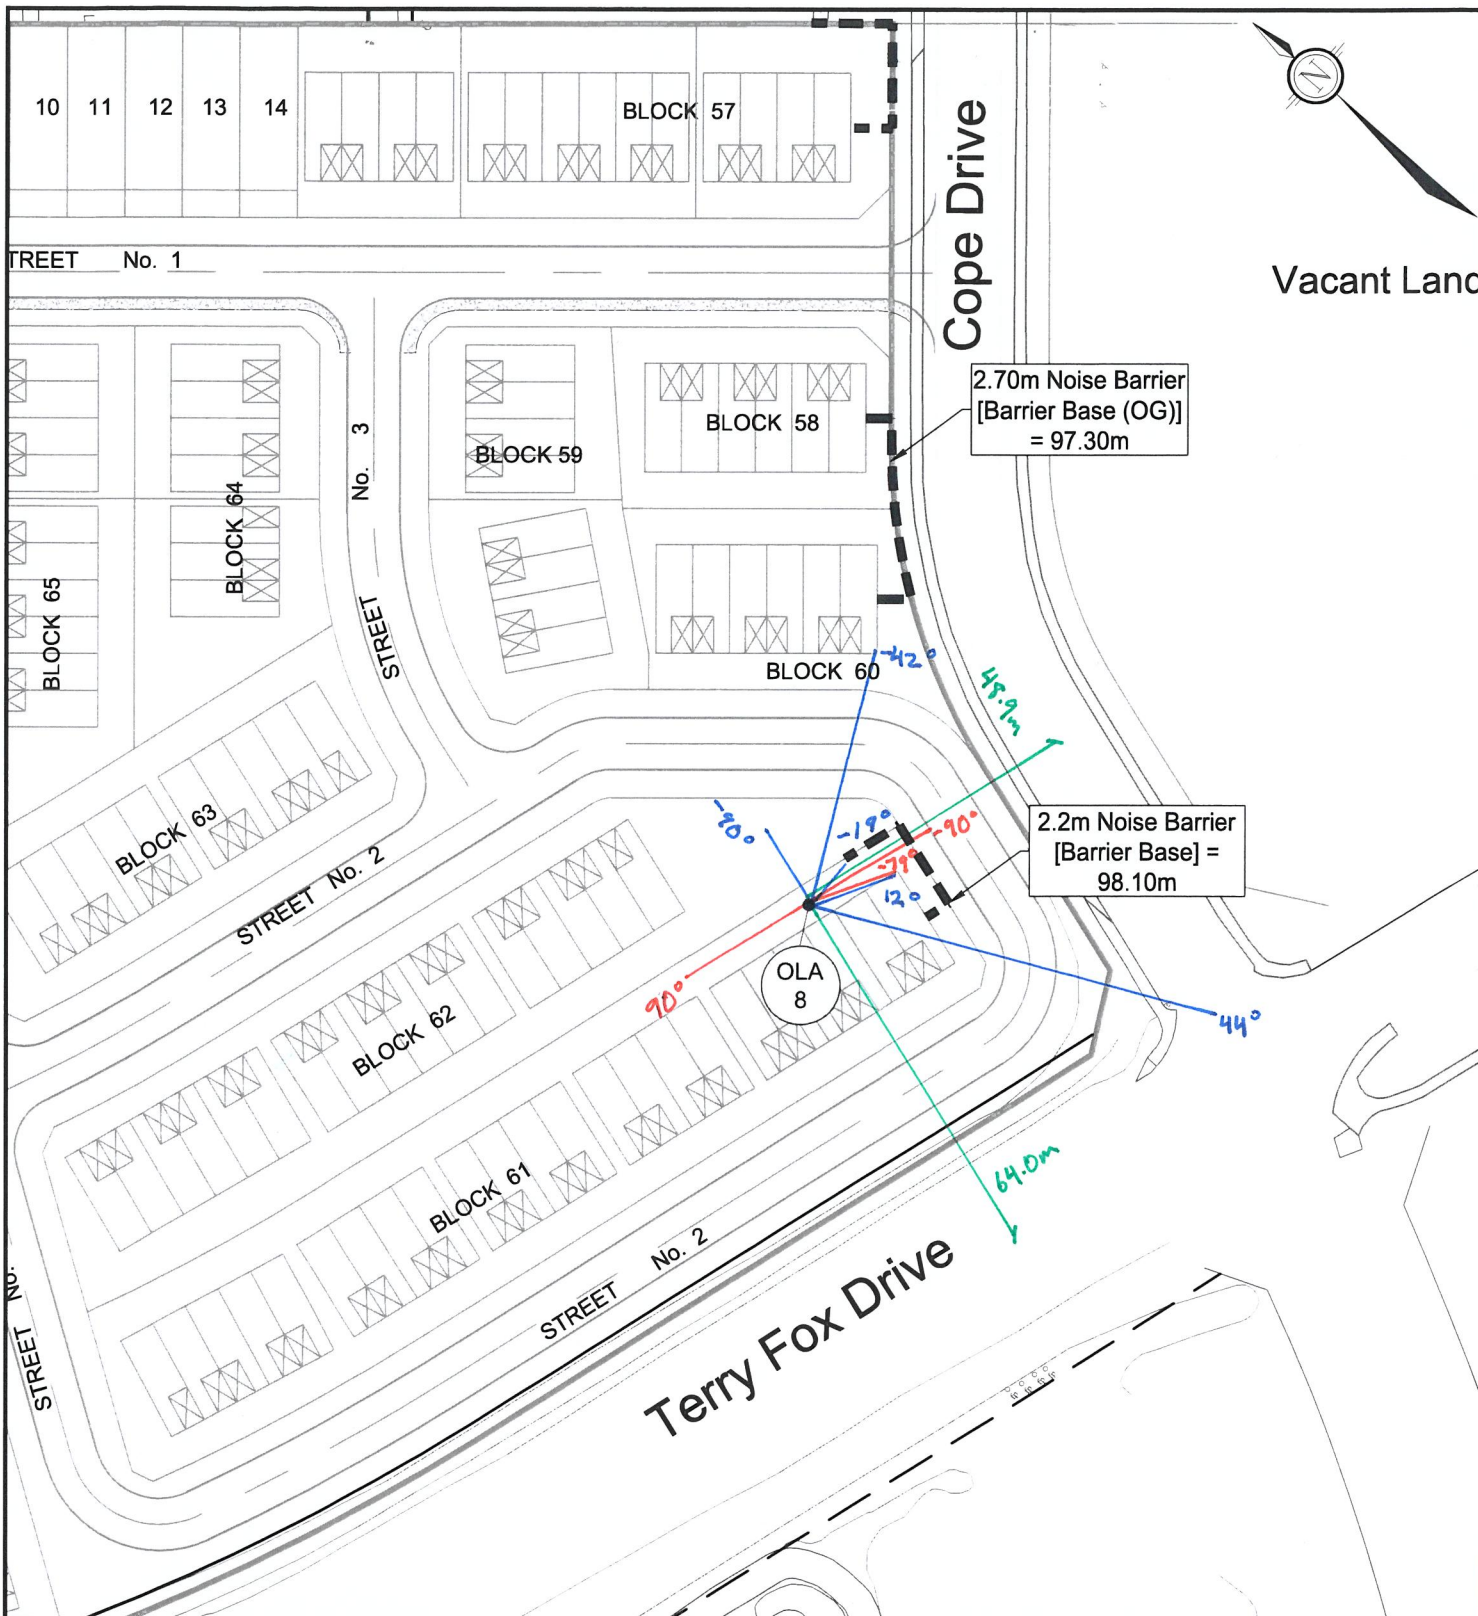 10
11
12
13
14
BLOCK 57
N
Cope Drive
TREET No. 1
Vacant Land
2.70m Noise Barrier
[Barrier Base (OG)]
= 97.30m
BLOCK 58
BLOCK 59
STREET No. 3
BLOCK 64
BLOCK 65
BLOCK 60
-42°
48.9m
BLOCK 63
-90°
-19°
-90°
-79°
12°
2.2m Noise Barrier
[Barrier Base] =
98.10m
STREET No. 2
OLA
8
90°
44°
BLOCK 62
BLOCK 61
64.0m
STREET No. 2
STREET No.
Terry Fox Drive